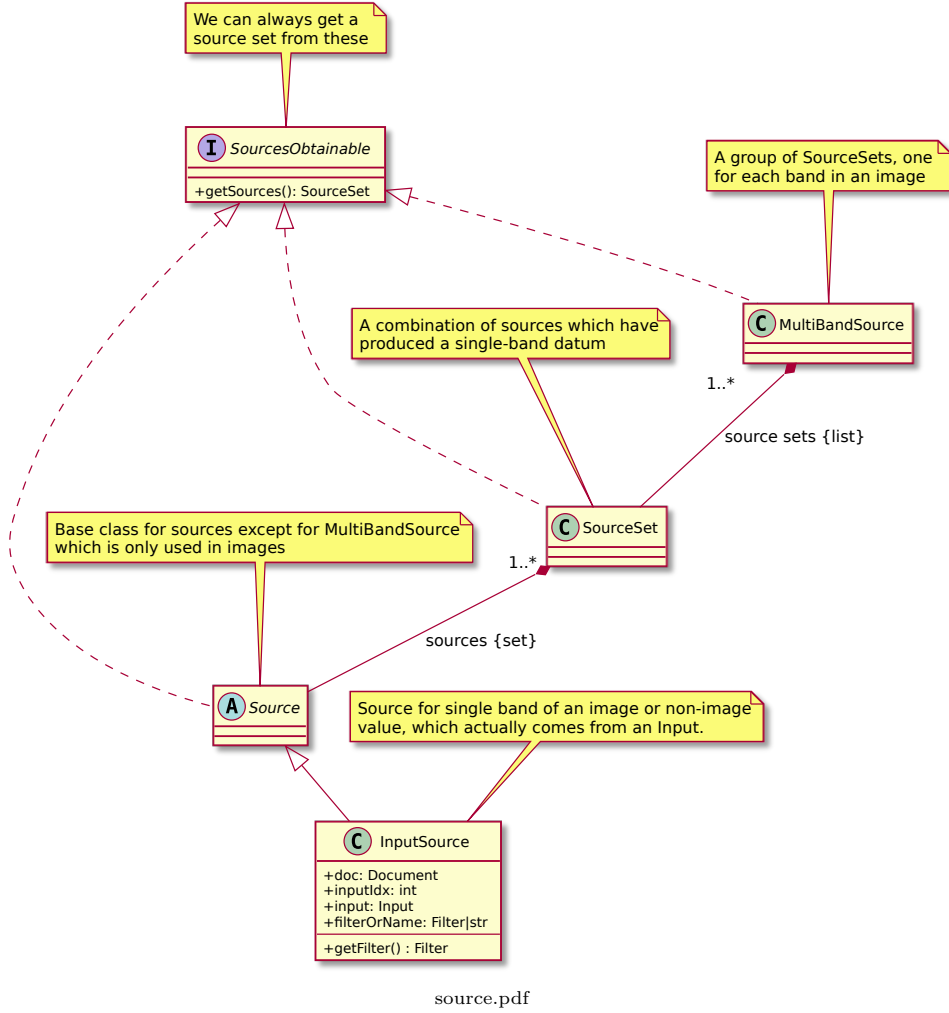 We can always get a
source set from these
I SourcesObtainable
+getSources(): SourceSet
A group of SourceSets, one
for each band in an image
C MultiBandSource
1..*
source sets {list}
A combination of sources which have
produced a single-band datum
C SourceSet
1..*
sources {set}
Base class for sources except for MultiBandSource
which is only used in images
A Source
Source for single band of an image or non-image
value, which actually comes from an Input.
C InputSource
+doc: Document
+inputIdx: int
+input: Input
+filterOrName: Filter|str
+getFilter() : Filter
source.pdf